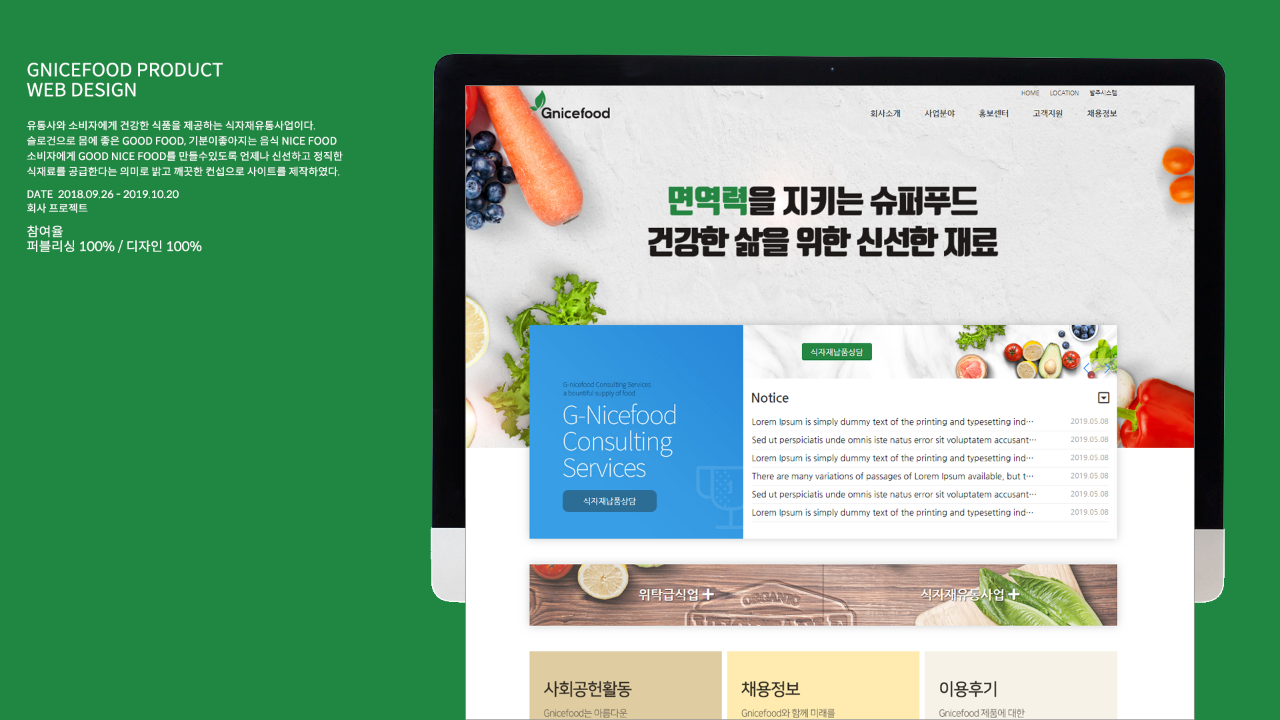 GNICEFOOD PRODUCT
WEB DESIGN
유통사와 소비자에게 건강한 식품을 제공하는 식자재유통사업이다.
슬로건으로 몸에 좋은 GOOD FOOD, 기분이좋아지는 음식 NICE FOOD
소비자에게 GOOD NICE FOOD를 만들수있도록 언제나 신선하고 정직한
식재료를 공급한다는 의미로 밝고 깨끗한 컨셉으로 사이트를 제작하였다.
DATE 2018.09.26 - 2019.10.20
회사 프로젝트
참여율
퍼블리싱 100% / 디자인 100%
HOME LOCATION 발주시스템
Gnicefood
회사소개 사업분야 홍보센터 고객지원 채용정보
면역력을 지키는 슈퍼푸드
건강한 삶을 위한 신선한 재료
G-nicefood Consulting Services
a bountiful supply of food
G-Nicefood
Consulting
Services
식자재납품상담
식자재납품상담
Notice
Lorem Ipsum is simply dummy text of the printing and typesetting ind··· 2019.05.08
Sed ut perspiciatis unde omnis iste natus error sit voluptatem accusant··· 2019.05.08
Lorem Ipsum is simply dummy text of the printing and typesetting ind··· 2019.05.08
There are many variations of passages of Lorem Ipsum available, but t··· 2019.05.08
Sed ut perspiciatis unde omnis iste natus error sit voluptatem accusant··· 2019.05.08
Lorem Ipsum is simply dummy text of the printing and typesetting ind··· 2019.05.08
위탁급식업 +
ORGANIC
식자재유통사업 +
사회공헌활동
Gnicefood는 아름다운
채용정보
Gnicefood와 함께 미래를
이용후기
Gnicefood 제품에 대한